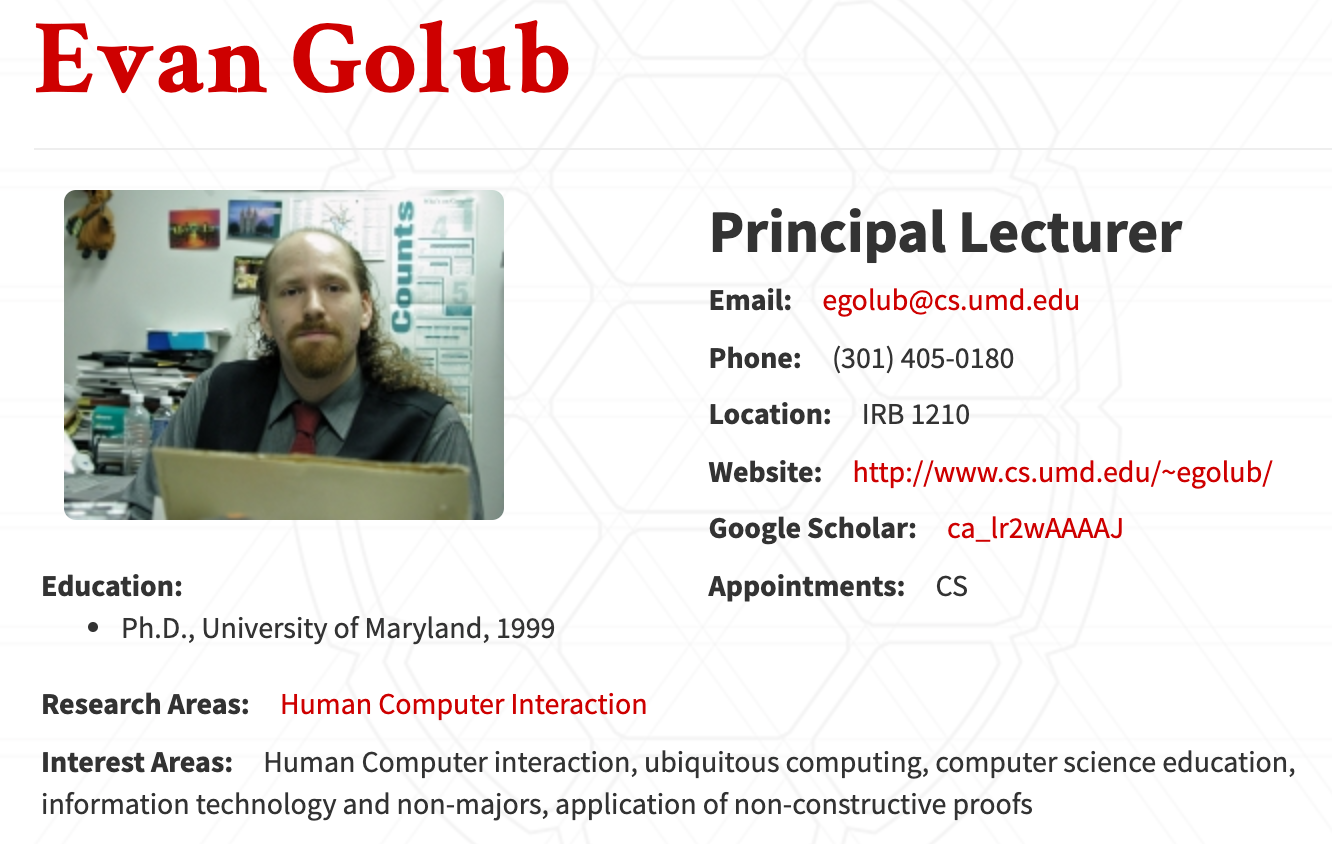 Evan Golub
Counts
4
5
Principal Lecturer
Email: egolub@cs.umd.edu
Phone: (301) 405-0180
Location: IRB 1210
Website: http://www.cs.umd.edu/~egolub/
Google Scholar: ca_lr2wAAAAJ
Appointments: CS
Education:
• Ph.D., University of Maryland, 1999
Research Areas: Human Computer Interaction
Interest Areas: Human Computer interaction, ubiquitous computing, computer science education,
information technology and non-majors, application of non-constructive proofs